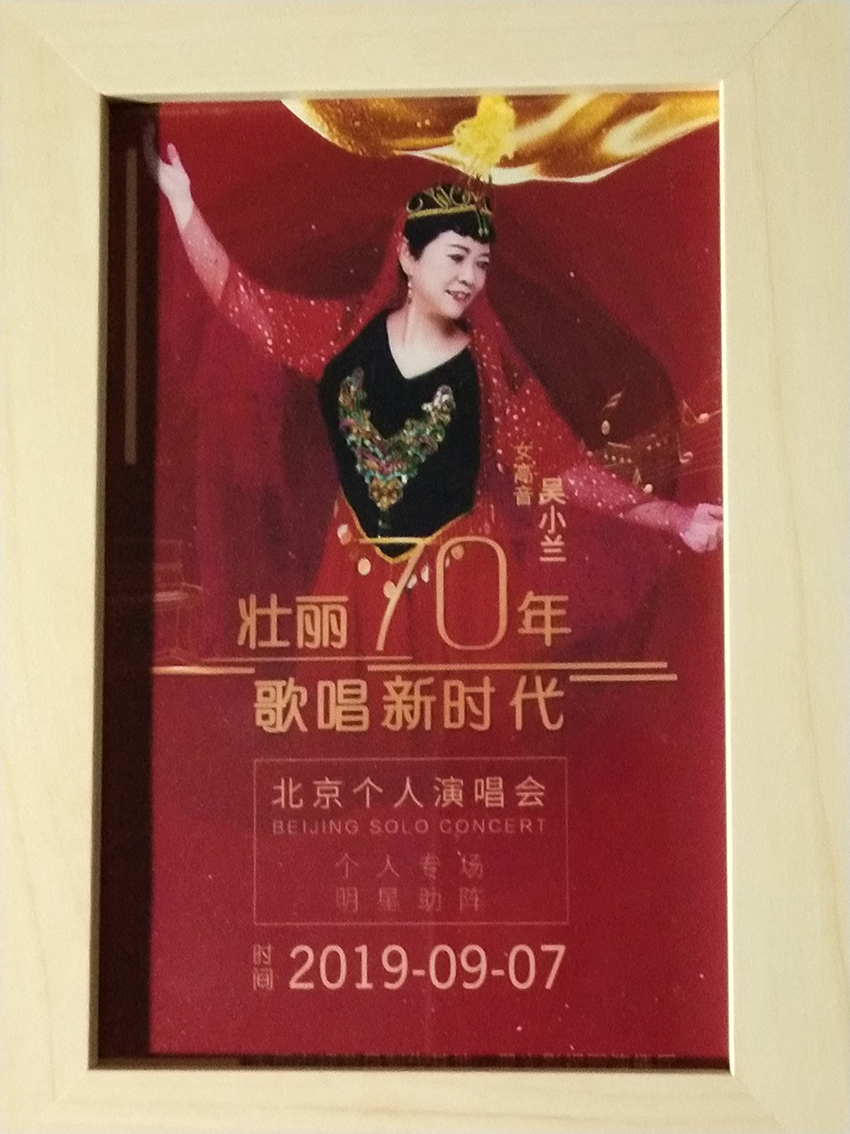 女高音
吴小兰
壮丽70年
歌唱新时代
北京个人演唱会
BEIJING SOLO CONCERT
个人专场
明星助阵
时间 2019-09-07